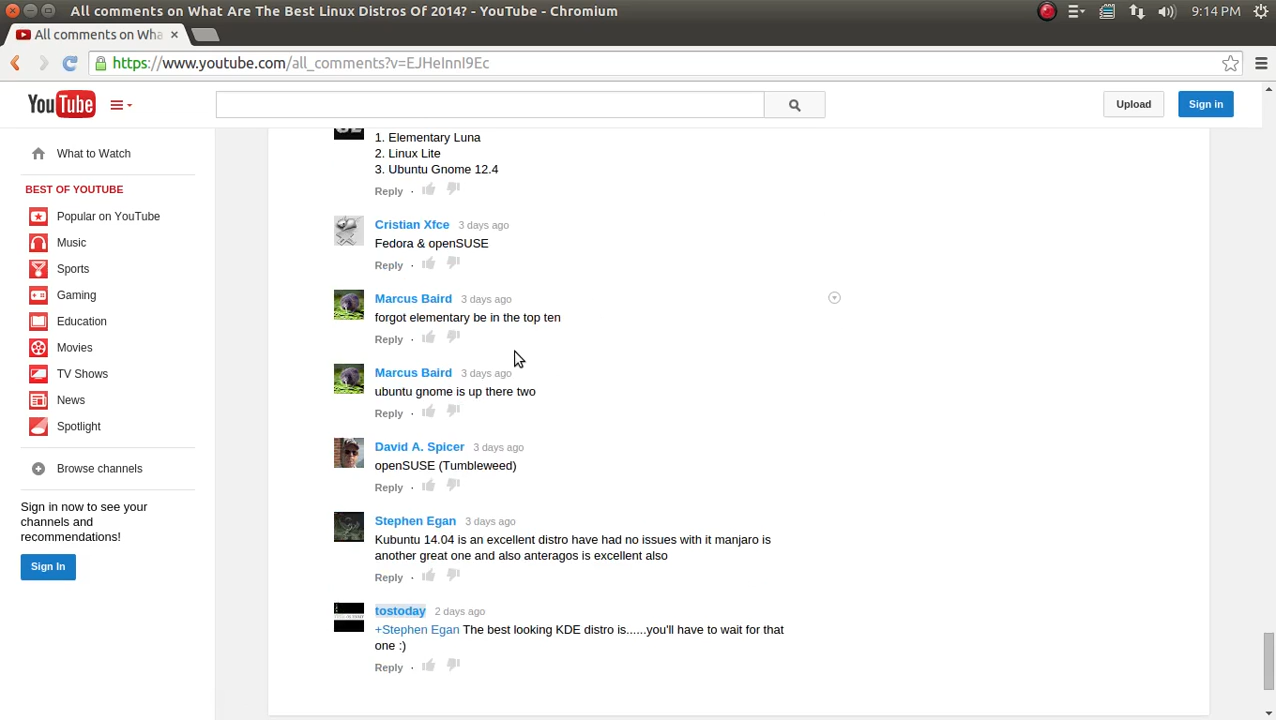 All comments on What Are The Best Linux Distros Of 2014? - YouTube - Chromium
9:14 PM
All comments on Wha
https://www.youtube.com/all_comments?v=EJHeInnI9Ec
YouTube
Upload
Sign in
What to Watch
BEST OF YOUTUBE
Popular on YouTube
Music
Sports
Gaming
Education
Movies
TV Shows
News
Spotlight
Browse channels
Sign in now to see your
channels and
recommendations!
Sign In
1. Elementary Luna
2. Linux Lite
3. Ubuntu Gnome 12.4
Reply ·
Cristian Xfce 3 days ago
Fedora & openSUSE
Reply ·
Marcus Baird 3 days ago
forgot elementary be in the top ten
Reply ·
Marcus Baird 3 days ago
ubuntu gnome is up there two
Reply ·
David A. Spicer 3 days ago
openSUSE (Tumbleweed)
Reply ·
Stephen Egan 3 days ago
Kubuntu 14.04 is an excellent distro have had no issues with it manjaro is
another great one and also anteragos is excellent also
Reply ·
tostoday 2 days ago
+Stephen Egan The best looking KDE distro is......you'll have to wait for that
one :)
Reply ·